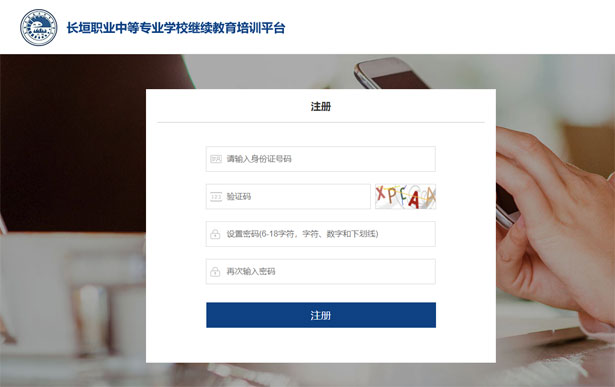 长垣职业中等专业学校继续教育培训平台
注册
请输入身份证号码
验证码
设置密码(6-18字符，字符、数字和下划线)
再次输入密码
注册